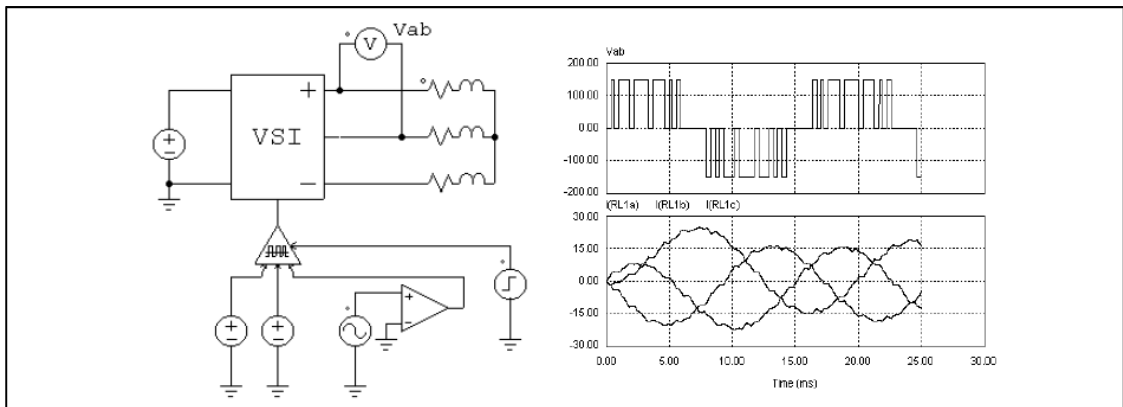 Vab
V
VSI
+
−
Vab
200.00
100.00
0.00
-100.00
-200.00
I(RL1a) I(RL1b) I(RL1c)
30.00
15.00
0.00
-15.00
-30.00
0.00 5.00 10.00 15.00 20.00 25.00 30.00
Time (ms)